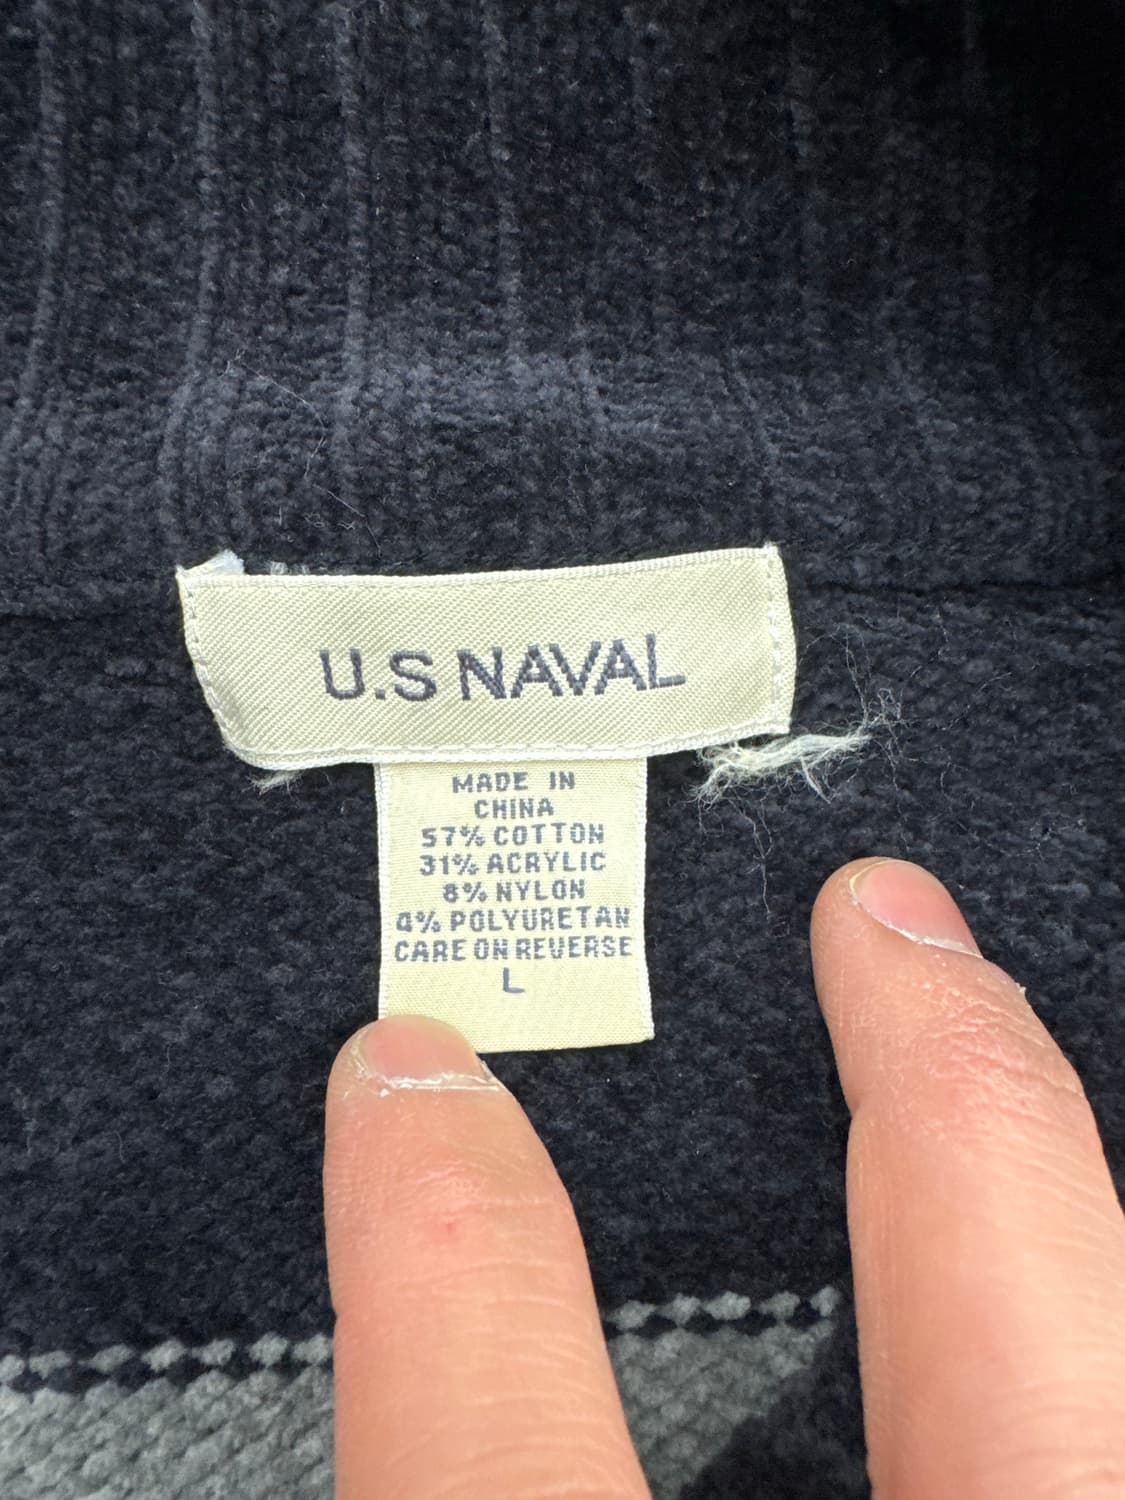 U.S NAVAL
MADE IN
CHINA
57% COTTON
31% ACRYLIC
8% NYLON
4% POLYURETAN
CARE ON REVERSE
L